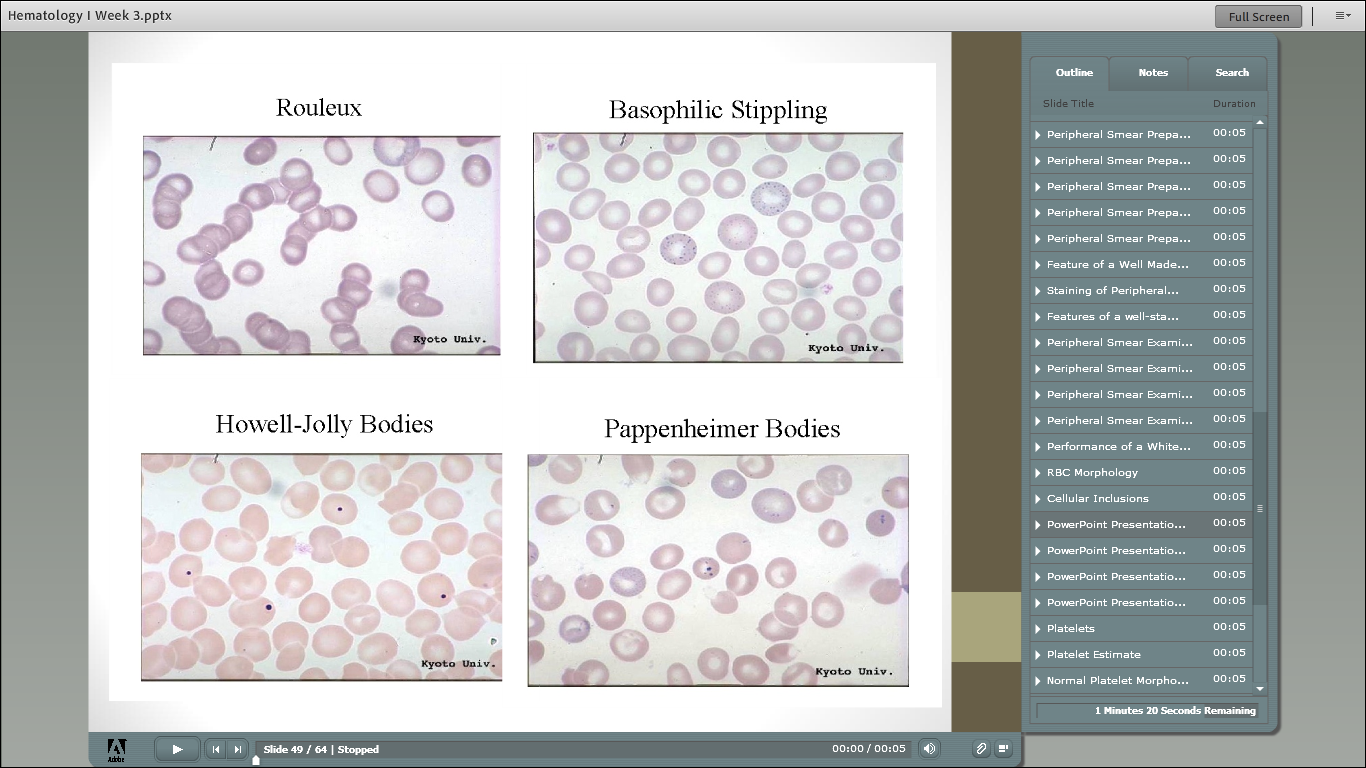 Hematology I Week 3.pptx
Full Screen
Rouleux
Basophilic Stippling
Kyoto Univ.
Kyoto Univ.
Howell-Jolly Bodies
Pappenheimer Bodies
Kyoto Univ.
Kyoto Univ.
Outline Notes Search
Slide Title Duration
Peripheral Smear Prepa... 00:05
Peripheral Smear Prepa... 00:05
Peripheral Smear Prepa... 00:05
Peripheral Smear Prepa... 00:05
Peripheral Smear Prepa... 00:05
Feature of a Well Made... 00:05
Staining of Peripheral... 00:05
Features of a well-sta... 00:05
Peripheral Smear Exami... 00:05
Peripheral Smear Exami... 00:05
Peripheral Smear Exami... 00:05
Peripheral Smear Exami... 00:05
Performance of a White... 00:05
RBC Morphology 00:05
Cellular Inclusions 00:05
PowerPoint Presentatio... 00:05
PowerPoint Presentatio... 00:05
PowerPoint Presentatio... 00:05
PowerPoint Presentatio... 00:05
Platelets 00:05
Platelet Estimate 00:05
Normal Platelet Morpho... 00:05
1 Minutes 20 Seconds Remaining
Adobe
Slide 49 / 64 | Stopped
00:00 / 00:05